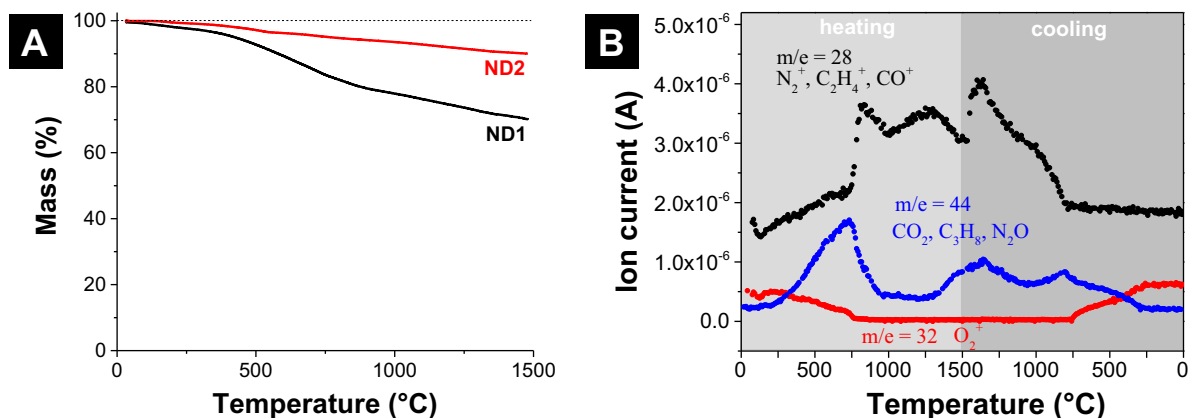 A
100
80
60
40
20
0
Mass (%)
ND2
ND1
0
500
1000
1500
Temperature (°C)
B
5.0x10⁻⁶
4.0x10⁻⁶
3.0x10⁻⁶
2.0x10⁻⁶
1.0x10⁻⁶
0.0
Ion current (A)
heating
cooling
m/e = 28
N₂⁺, C₂H₄⁺, CO⁺
m/e = 44
CO₂, C₃H₈, N₂O
m/e = 32 O₂⁺
0
500
1000
1500
1000
500
0
Temperature (°C)